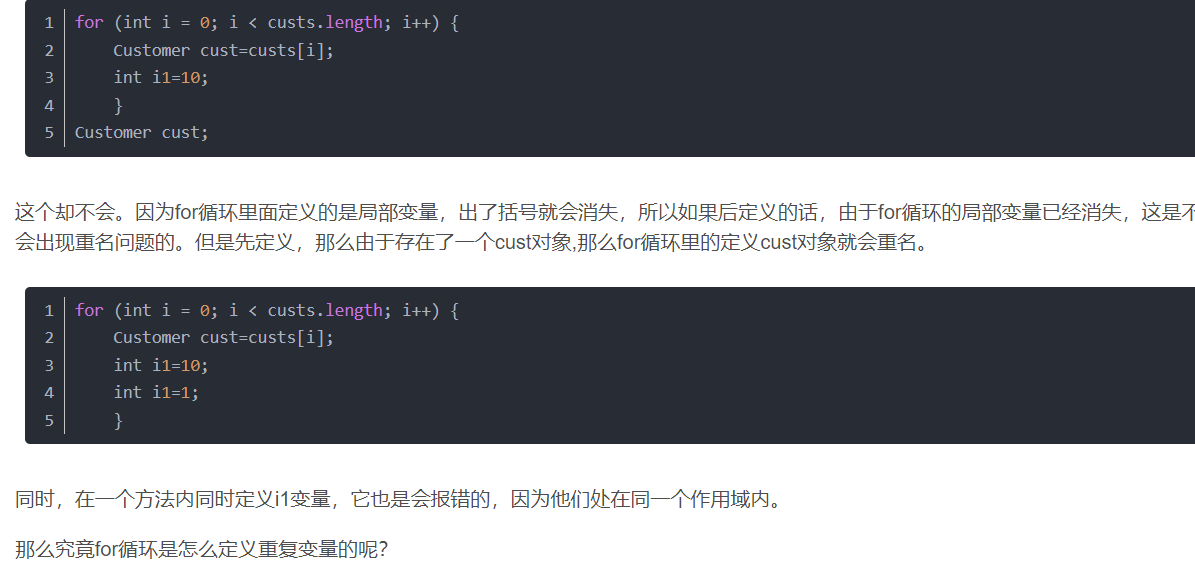 1 for (int i = 0; i < custs.length; i++) {
2     Customer cust=custs[i];
3     int i1=10;
4     }
5 Customer cust;
这个却不会。因为for循环里面定义的是局部变量，出了括号就会消失，所以如果后定义的话，由于for循环的局部变量已经消失，这是不
会出现重名问题的。但是先定义，那么由于存在了一个cust对象,那么for循环里的定义cust对象就会重名。
1 for (int i = 0; i < custs.length; i++) {
2     Customer cust=custs[i];
3     int i1=10;
4     int i1=1;
5     }
同时，在一个方法内同时定义i1变量，它也是会报错的，因为他们处在同一个作用域内。
那么究竟for循环是怎么定义重复变量的呢？